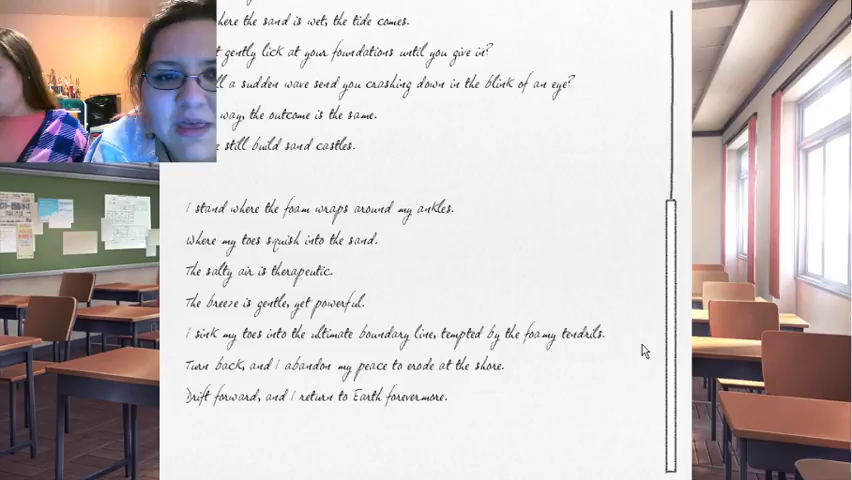 here the sand is wet, the tide comes.
t gently lick at your foundations until you give in?
ll a sudden wave send you crashing down in the blink of an eye?
way, the outcome is the same.
e still build sand castles.
I stand where the foam wraps around my ankles.
Where my toes squish into the sand.
The salty air is therapeutic.
The breeze is gentle, yet powerful.
I sink my toes into the ultimate boundary line, tempted by the foamy tendrils.
Turn back, and I abandon my peace to erode at the shore.
Drift forward, and I return to Earth forevermore.